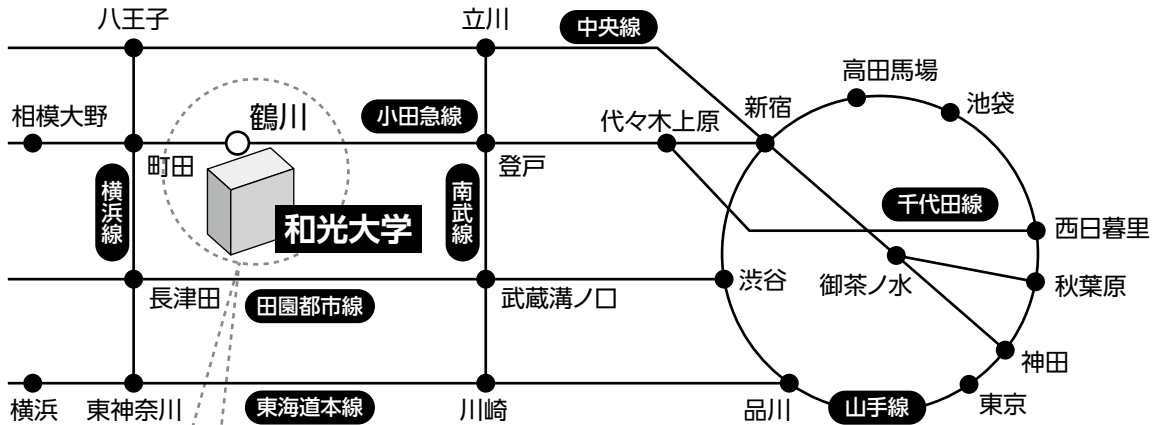 八王子
立川
中央線
高田馬場
池袋
相模大野
鶴川
小田急線
代々木上原
新宿
町田
登戸
横浜線
南武線
千代田線
和光大学
西日暮里
長津田
田園都市線
武蔵溝ノ口
渋谷
御茶ノ水
秋葉原
神田
横浜
東神奈川
東海道本線
川崎
品川
山手線
東京